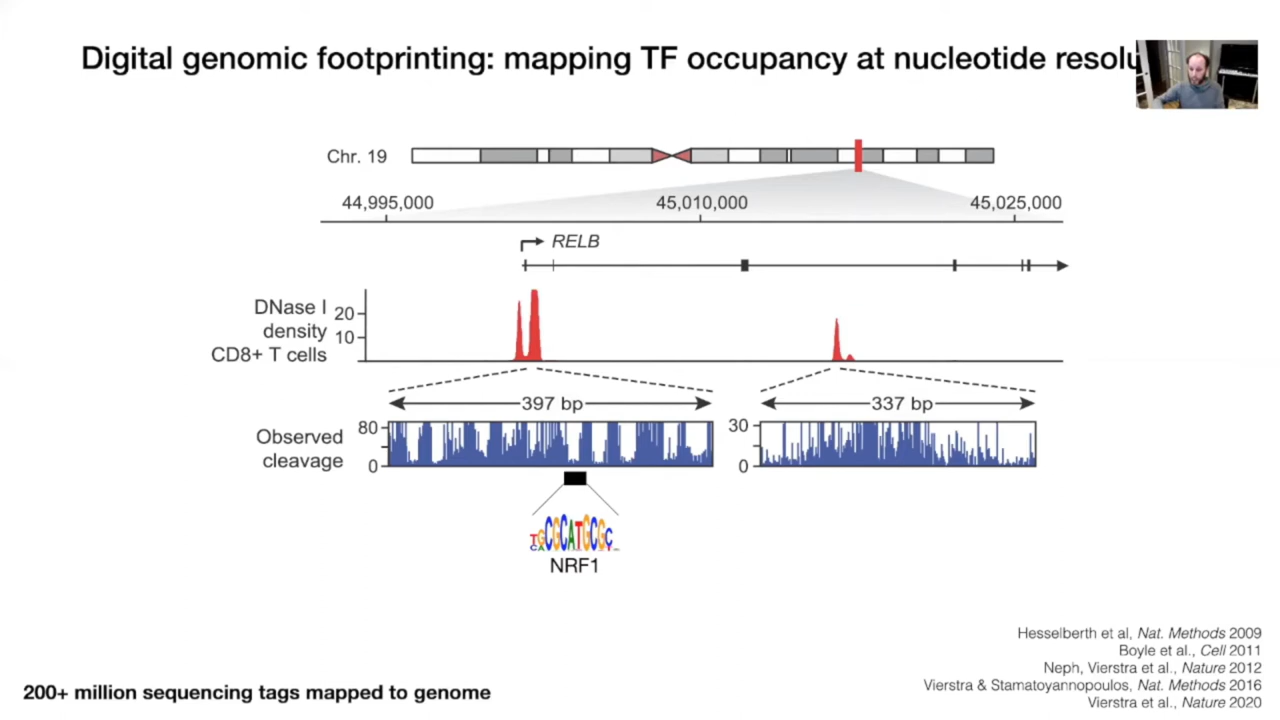 Digital genomic footprinting: mapping TF occupancy at nucleotide
Chr. 19
44,995,000 45,010,000 45,025,000
RELB
DNase I
density
CD8+ T cells
20
10
397 bp
337 bp
Observed
cleavage
80
0
30
0
TGCGCATGCGC
NRF1
Hesselberth et al, Nat. Methods 2009
Boyle et al., Cell 2011
Neph, Vierstra et al., Nature 2012
Vierstra & Stamatoyannopoulos, Nat. Methods 2016
Vierstra et al., Nature 2020
200+ million sequencing tags mapped to genome